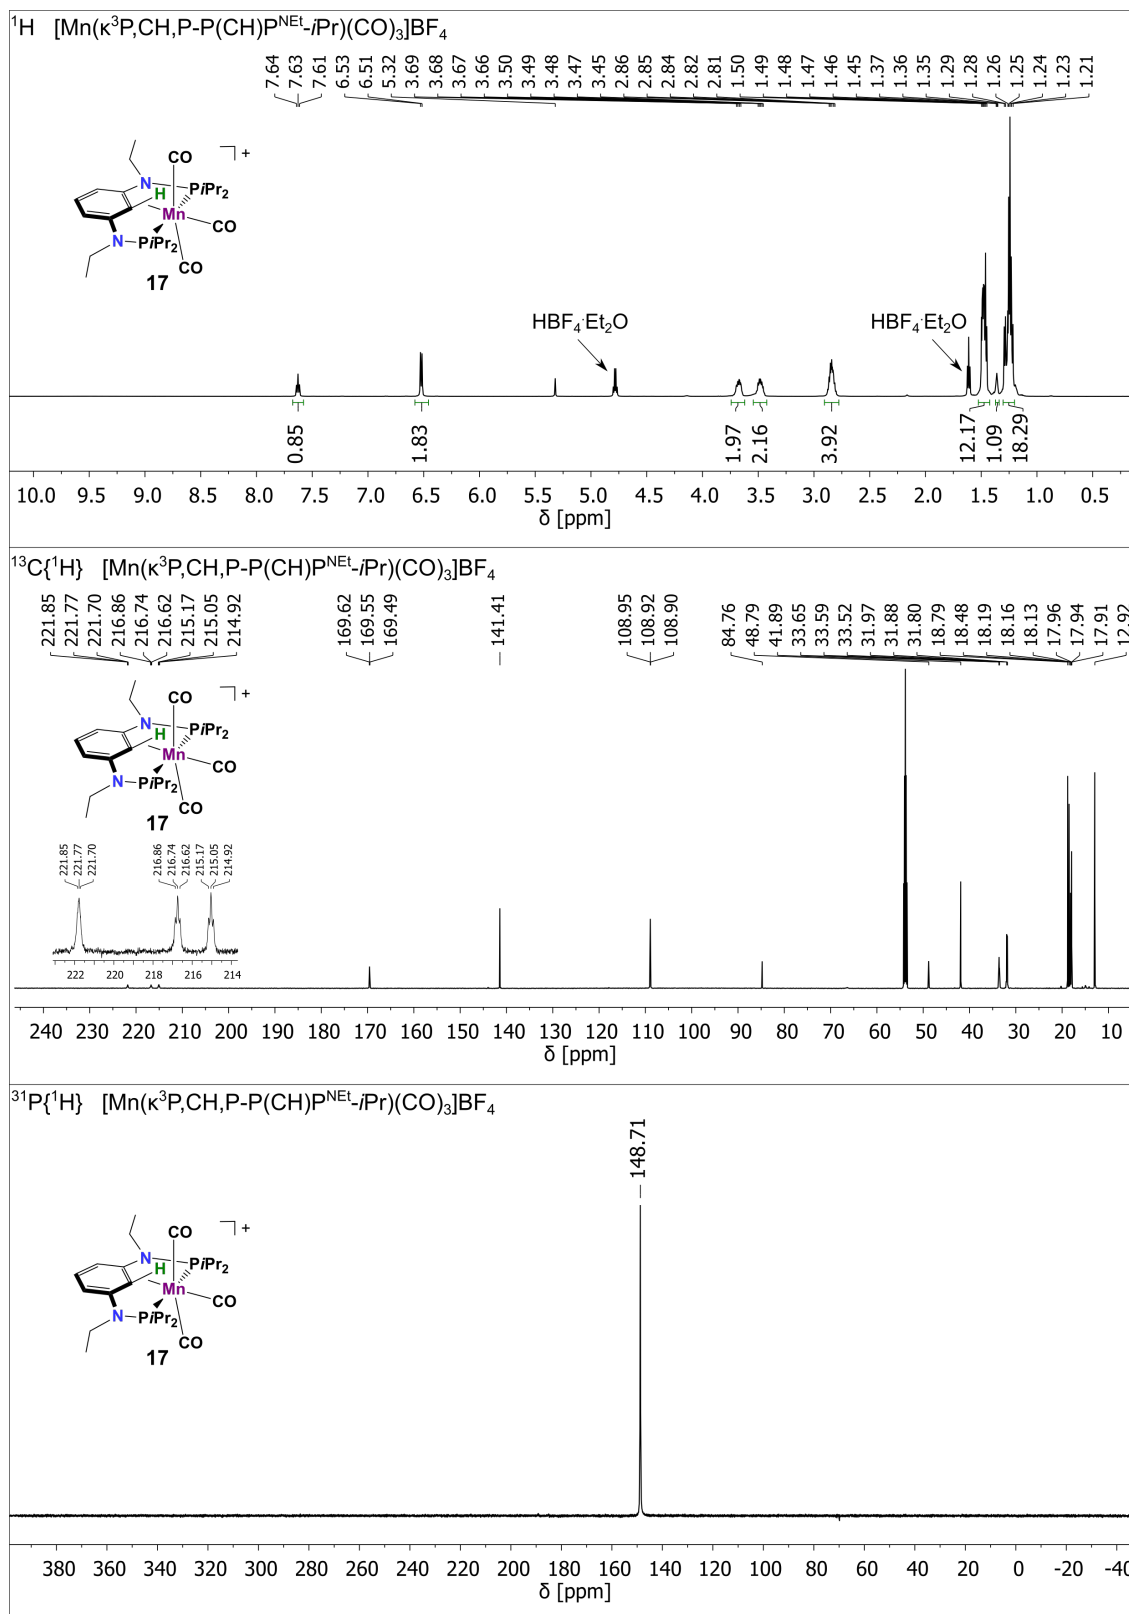 ¹H [Mn(κ³P,CH,P-P(CH)Pᴺᴱᵗ-iPr)(CO)₃]BF₄
7.64 7.63 7.61 6.53 6.51 5.32 3.69 3.68 3.67 3.66 3.50 3.49 3.48 3.47 3.45 2.86 2.85 2.84 2.82 2.81 1.50 1.49 1.48 1.47 1.46 1.45 1.37 1.36 1.35 1.29 1.28 1.26 1.25 1.24 1.23 1.21
CO
N H PiPr₂ ⁺
Mn CO
N PiPr₂
CO
17
HBF₄·Et₂O HBF₄·Et₂O
0.85 1.83 1.97 2.16 3.92 12.17 1.09 18.29
10.0 9.5 9.0 8.5 8.0 7.5 7.0 6.5 6.0 5.5 5.0 4.5 4.0 3.5 3.0 2.5 2.0 1.5 1.0 0.5
δ [ppm]
¹³C{¹H} [Mn(κ³P,CH,P-P(CH)Pᴺᴱᵗ-iPr)(CO)₃]BF₄
221.85 221.77 221.70 216.86 216.74 216.62 215.17 215.05 214.92 169.62 169.55 169.49 141.41 108.95 108.92 108.90 84.76 48.79 41.89 33.65 33.59 33.52 31.97 31.88 31.80 18.79 18.48 18.19 18.16 18.13 17.96 17.94 17.91 12.92
CO
N H PiPr₂ ⁺
Mn CO
N PiPr₂
CO
17
221.85 221.77 221.70 216.86 216.74 216.62 215.17 215.05 214.92
222 220 218 216 214
240 230 220 210 200 190 180 170 160 150 140 130 120 110 100 90 80 70 60 50 40 30 20 10
δ [ppm]
³¹P{¹H} [Mn(κ³P,CH,P-P(CH)Pᴺᴱᵗ-iPr)(CO)₃]BF₄
148.71
CO
N H PiPr₂ ⁺
Mn CO
N PiPr₂
CO
17
380 360 340 320 300 280 260 240 220 200 180 160 140 120 100 80 60 40 20 0 -20 -40
δ [ppm]